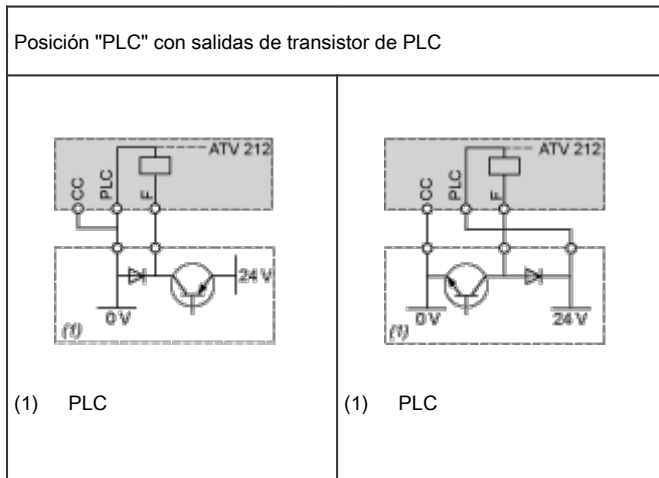 Posición "PLC" con salidas de transistor de PLC
ATV 212
CC
PLC
F
24 V
0 V
(1)
(1) PLC
ATV 212
CC
PLC
F
0 V
24 V
(1)
(1) PLC